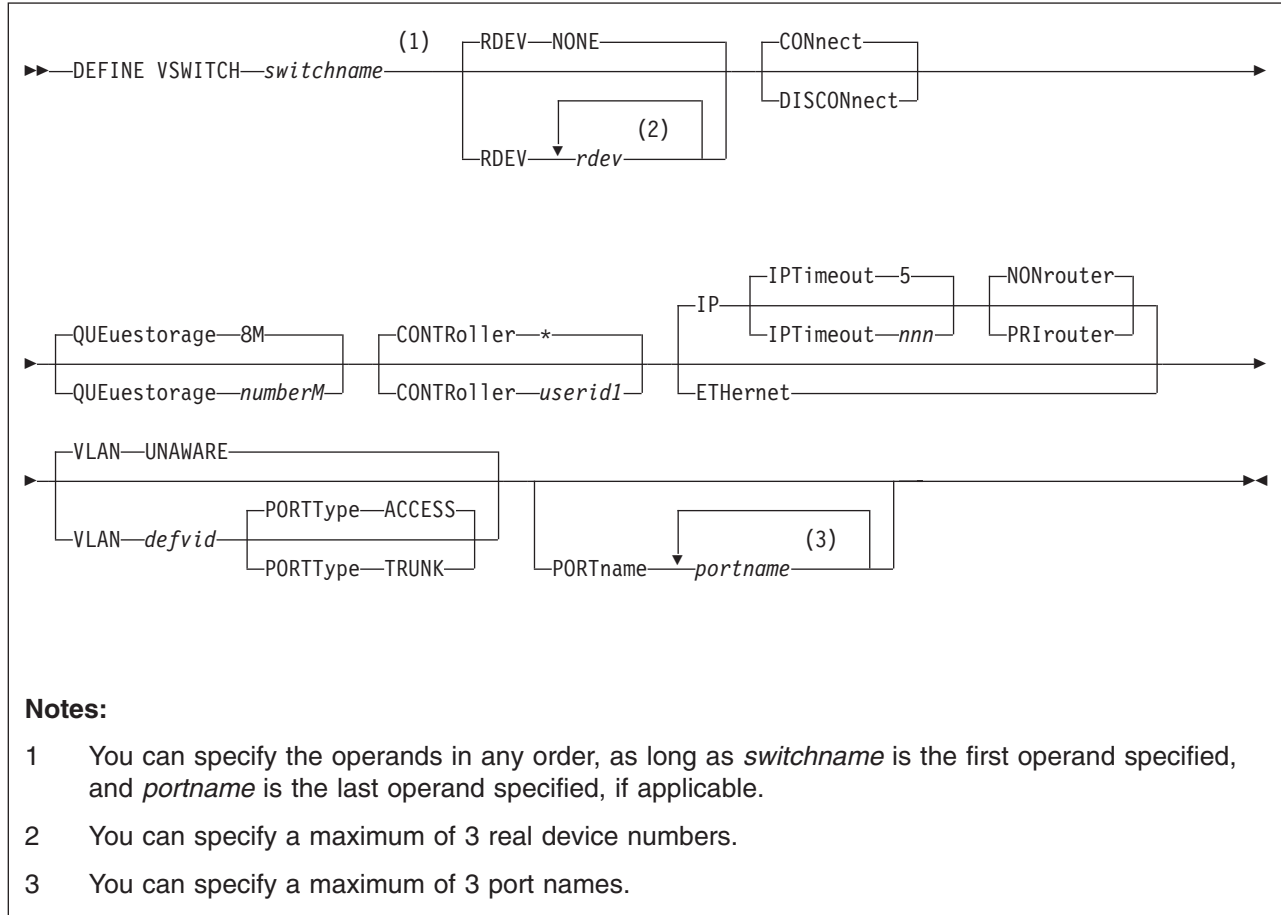 (1) RDEV NONE CONnect
DEFINE VSWITCH switchname
DISCONnect
(2)
RDEV rdev
IPTimeout 5 NONrouter
IP
QUEuestorage 8M CONTRoller * IPTimeout nnn PRIrouter
QUEuestorage numberM CONTRoller userid1 ETHernet
VLAN UNAWARE
PORTType ACCESS (3)
VLAN defvid
PORTType TRUNK PORTname portname
Notes:
1 You can specify the operands in any order, as long as switchname is the first operand specified,
and portname is the last operand specified, if applicable.
2 You can specify a maximum of 3 real device numbers.
3 You can specify a maximum of 3 port names.